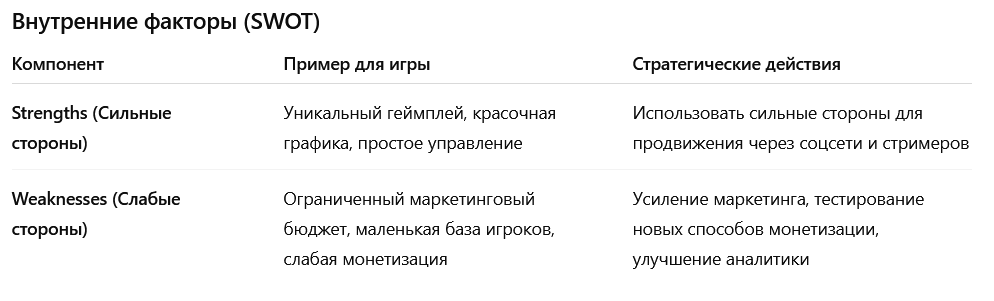 Внутренние факторы (SWOT)
Компонент Пример для игры Стратегические действия
Strengths (Сильные стороны) Уникальный геймплей, красочная графика, простое управление Использовать сильные стороны для продвижения через соцсети и стримеров
Weaknesses (Слабые стороны) Ограниченный маркетинговый бюджет, маленькая база игроков, слабая монетизация Усиление маркетинга, тестирование новых способов монетизации, улучшение аналитики